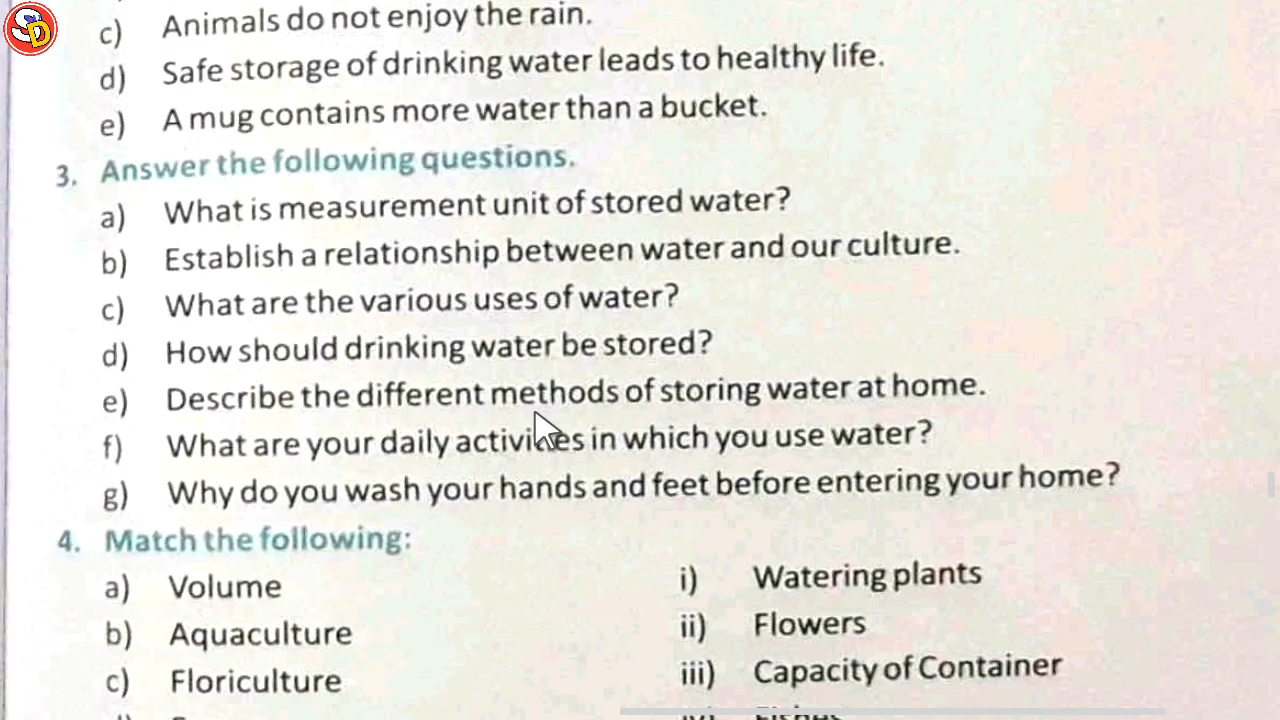 SD
c) Animals do not enjoy the rain.
d) Safe storage of drinking water leads to healthy life.
e) A mug contains more water than a bucket.
3. Answer the following questions.
a) What is measurement unit of stored water?
b) Establish a relationship between water and our culture.
c) What are the various uses of water?
d) How should drinking water be stored?
e) Describe the different methods of storing water at home.
f) What are your daily activities in which you use water?
g) Why do you wash your hands and feet before entering your home?
4. Match the following:
a) Volume i) Watering plants
b) Aquaculture ii) Flowers
c) Floriculture iii) Capacity of Container